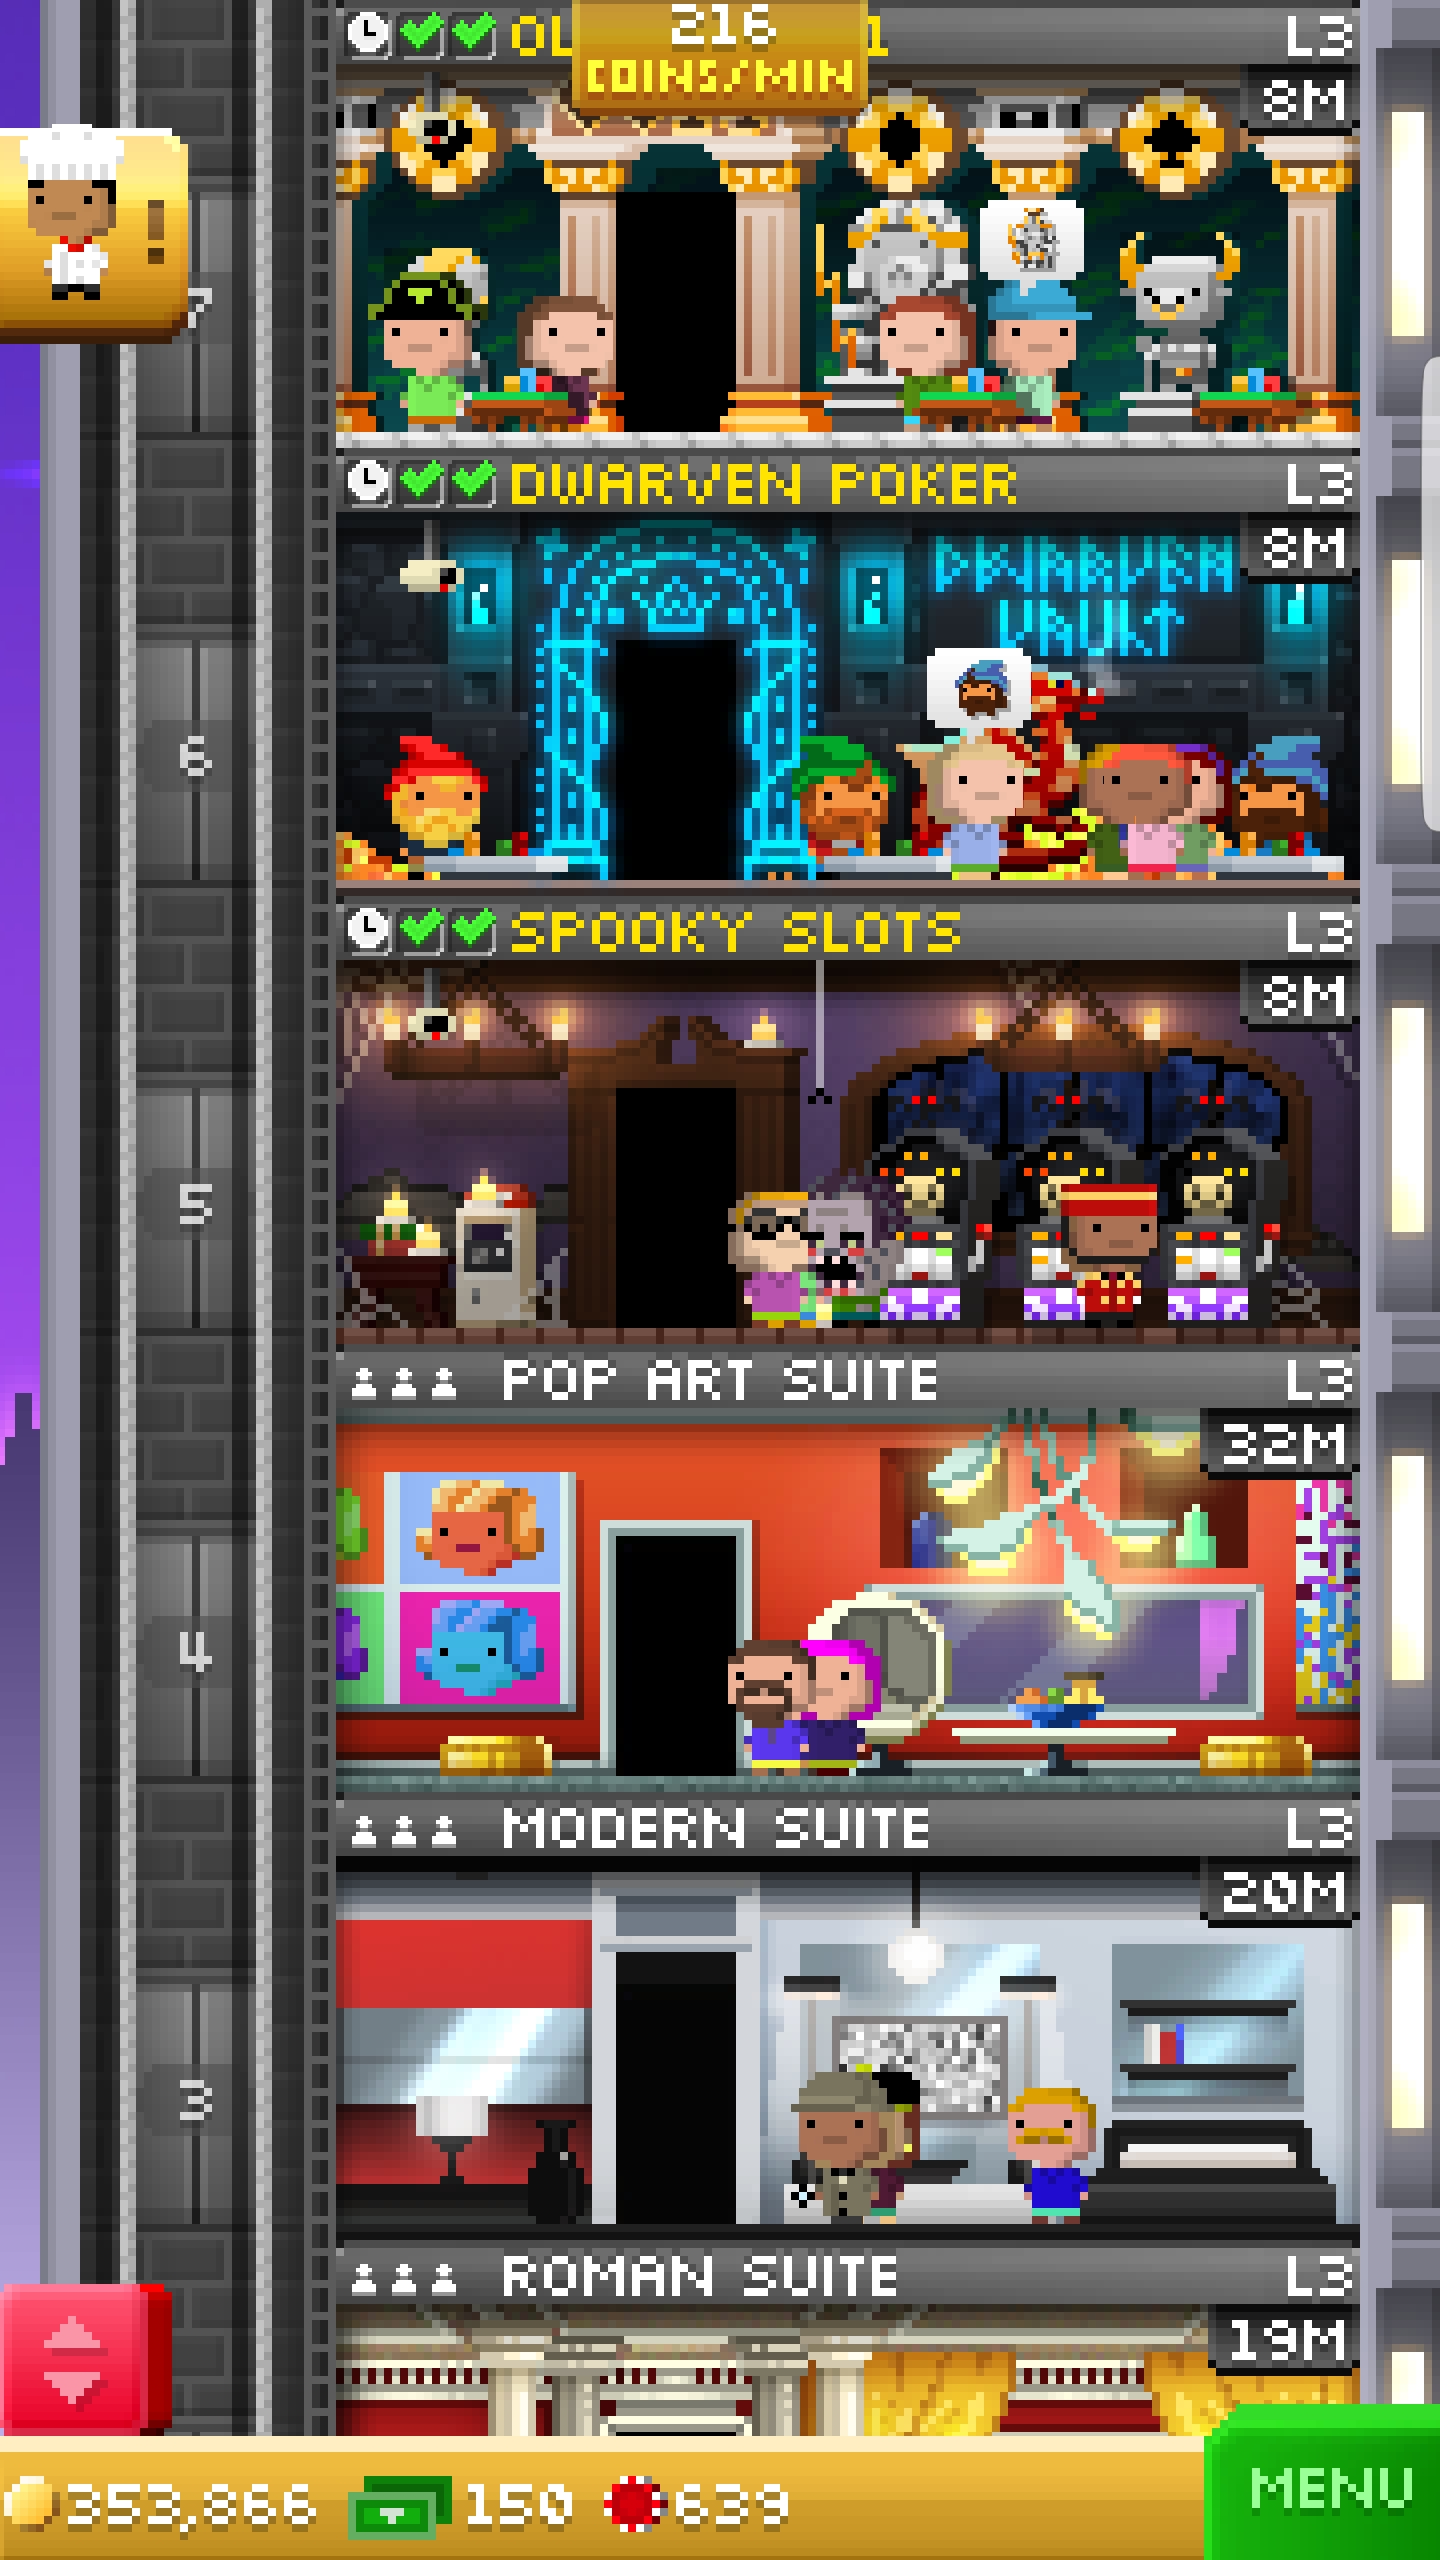 216
COINS/MIN
L3
8M
7
DWARVEN POKER L3
8M
DWARVEN
VAULT
6
SPOOKY SLOTS L3
8M
5
POP ART SUITE L3
32M
4
MODERN SUITE L3
20M
3
ROMAN SUITE L3
19M
353,866 150 639
MENU